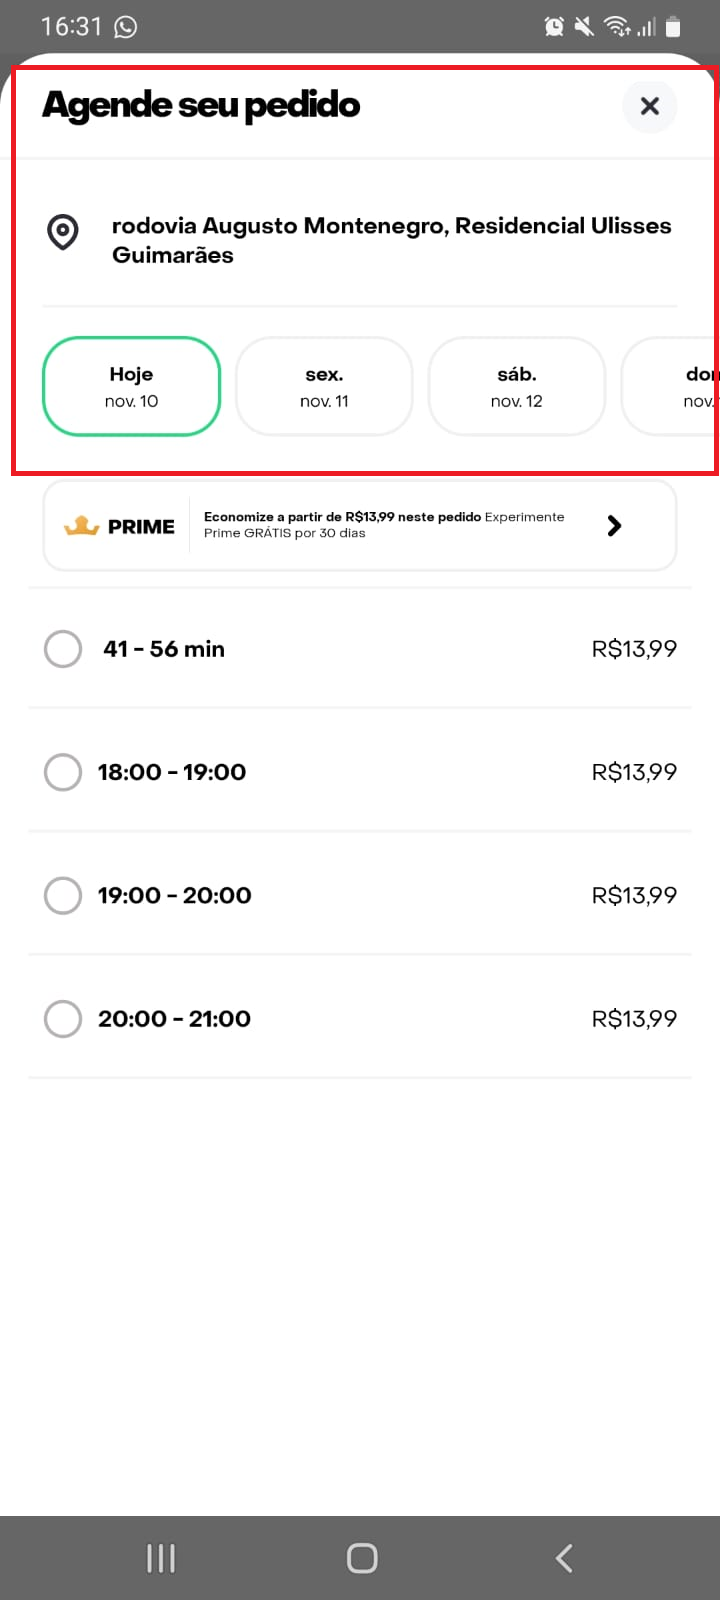 16:31
Agende seu pedido
rodovia Augusto Montenegro, Residencial Ulisses
Guimarães
Hoje
nov. 10
sex.
nov. 11
sáb.
nov. 12
nov.
PRIME
Economize a partir de R$13,99 neste pedido Experimente
Prime GRÁTIS por 30 dias
41 - 56 min R$13,99
18:00 - 19:00 R$13,99
19:00 - 20:00 R$13,99
20:00 - 21:00 R$13,99